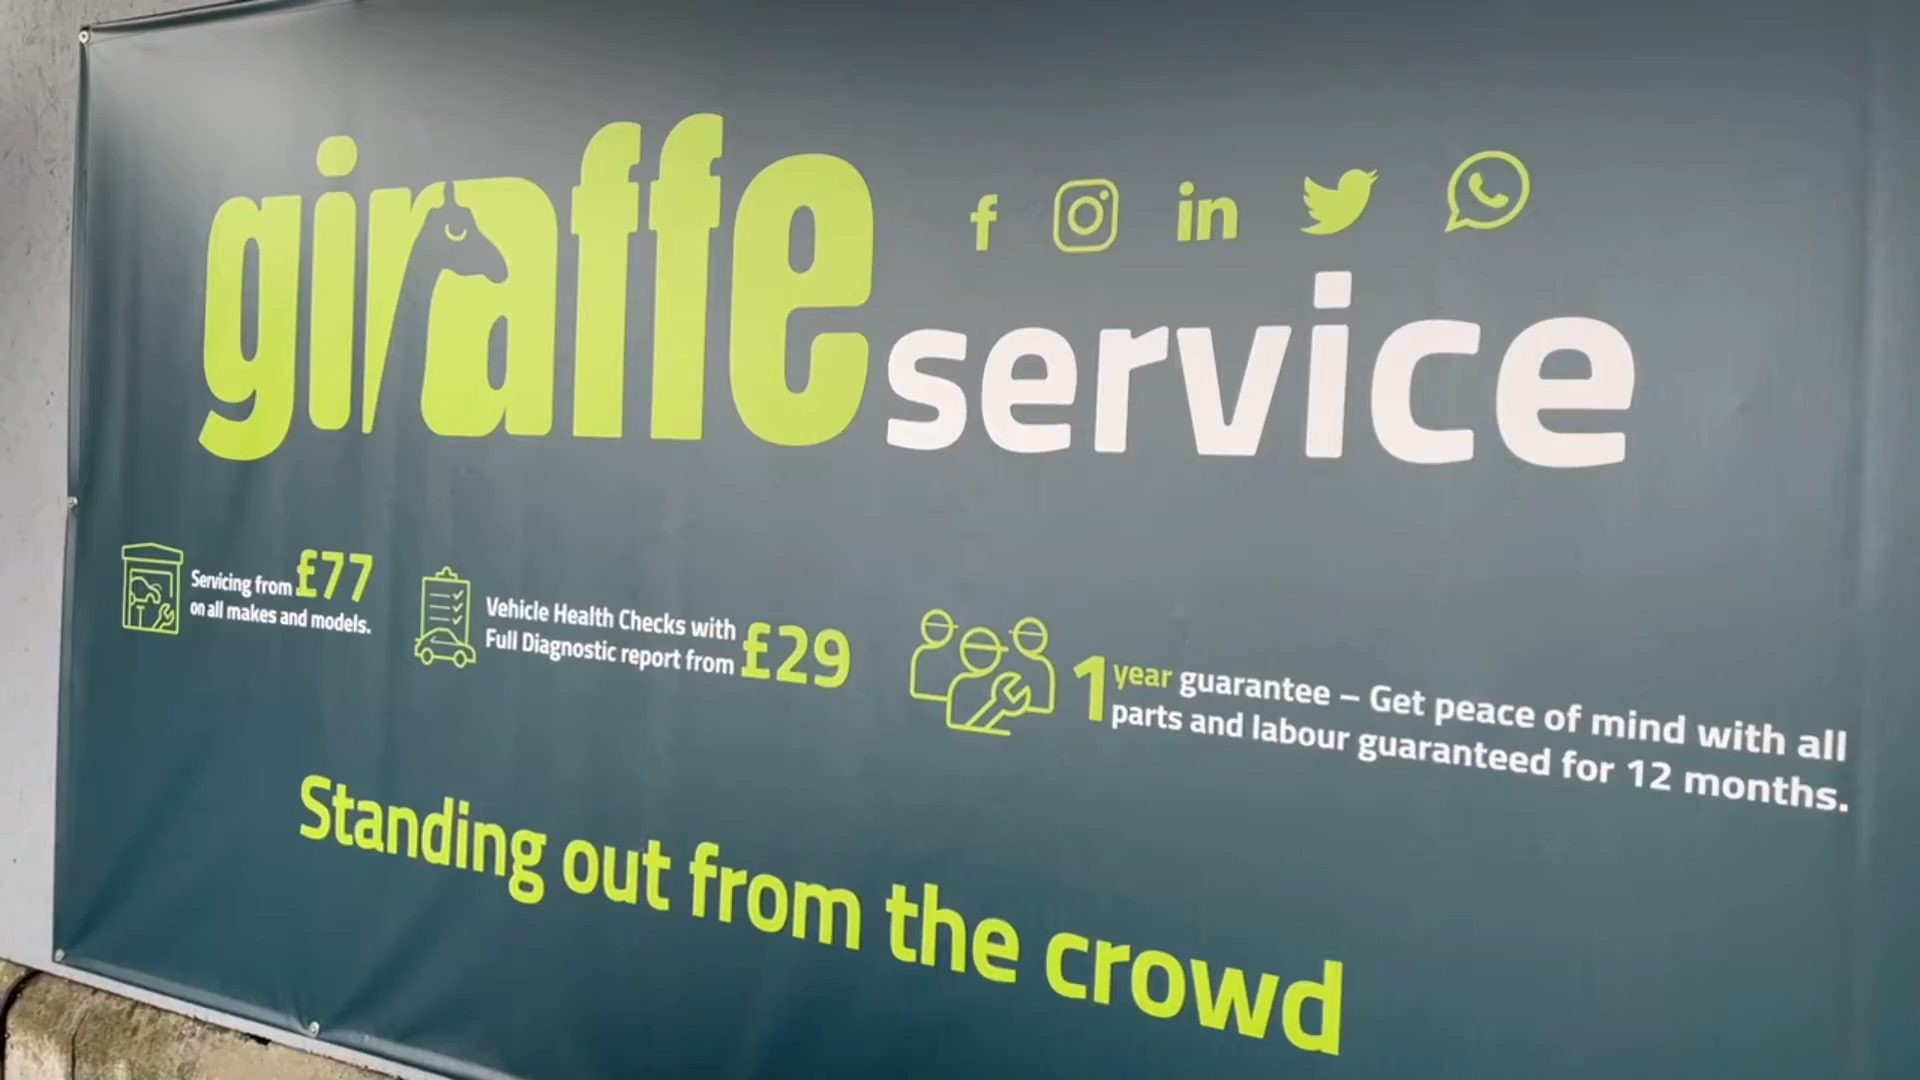 giraffe service
Servicing from £77
on all makes and models.
Vehicle Health Checks with
Full Diagnostic report from £29
1 year guarantee – Get peace of mind with all
parts and labour guaranteed for 12 months.
Standing out from the crowd